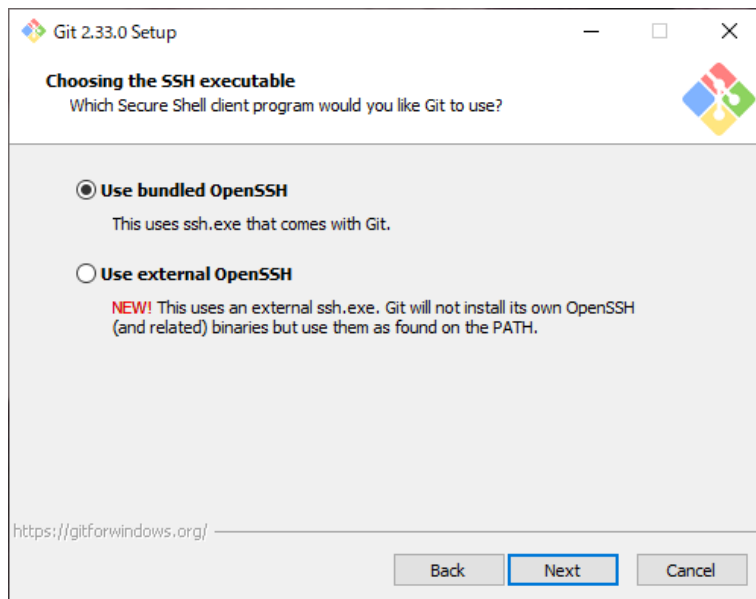 Git 2.33.0 Setup
Choosing the SSH executable
Which Secure Shell client program would you like Git to use?
Use bundled OpenSSH
This uses ssh.exe that comes with Git.
Use external OpenSSH
NEW! This uses an external ssh.exe. Git will not install its own OpenSSH
(and related) binaries but use them as found on the PATH.
https://gitforwindows.org/
Back Next Cancel